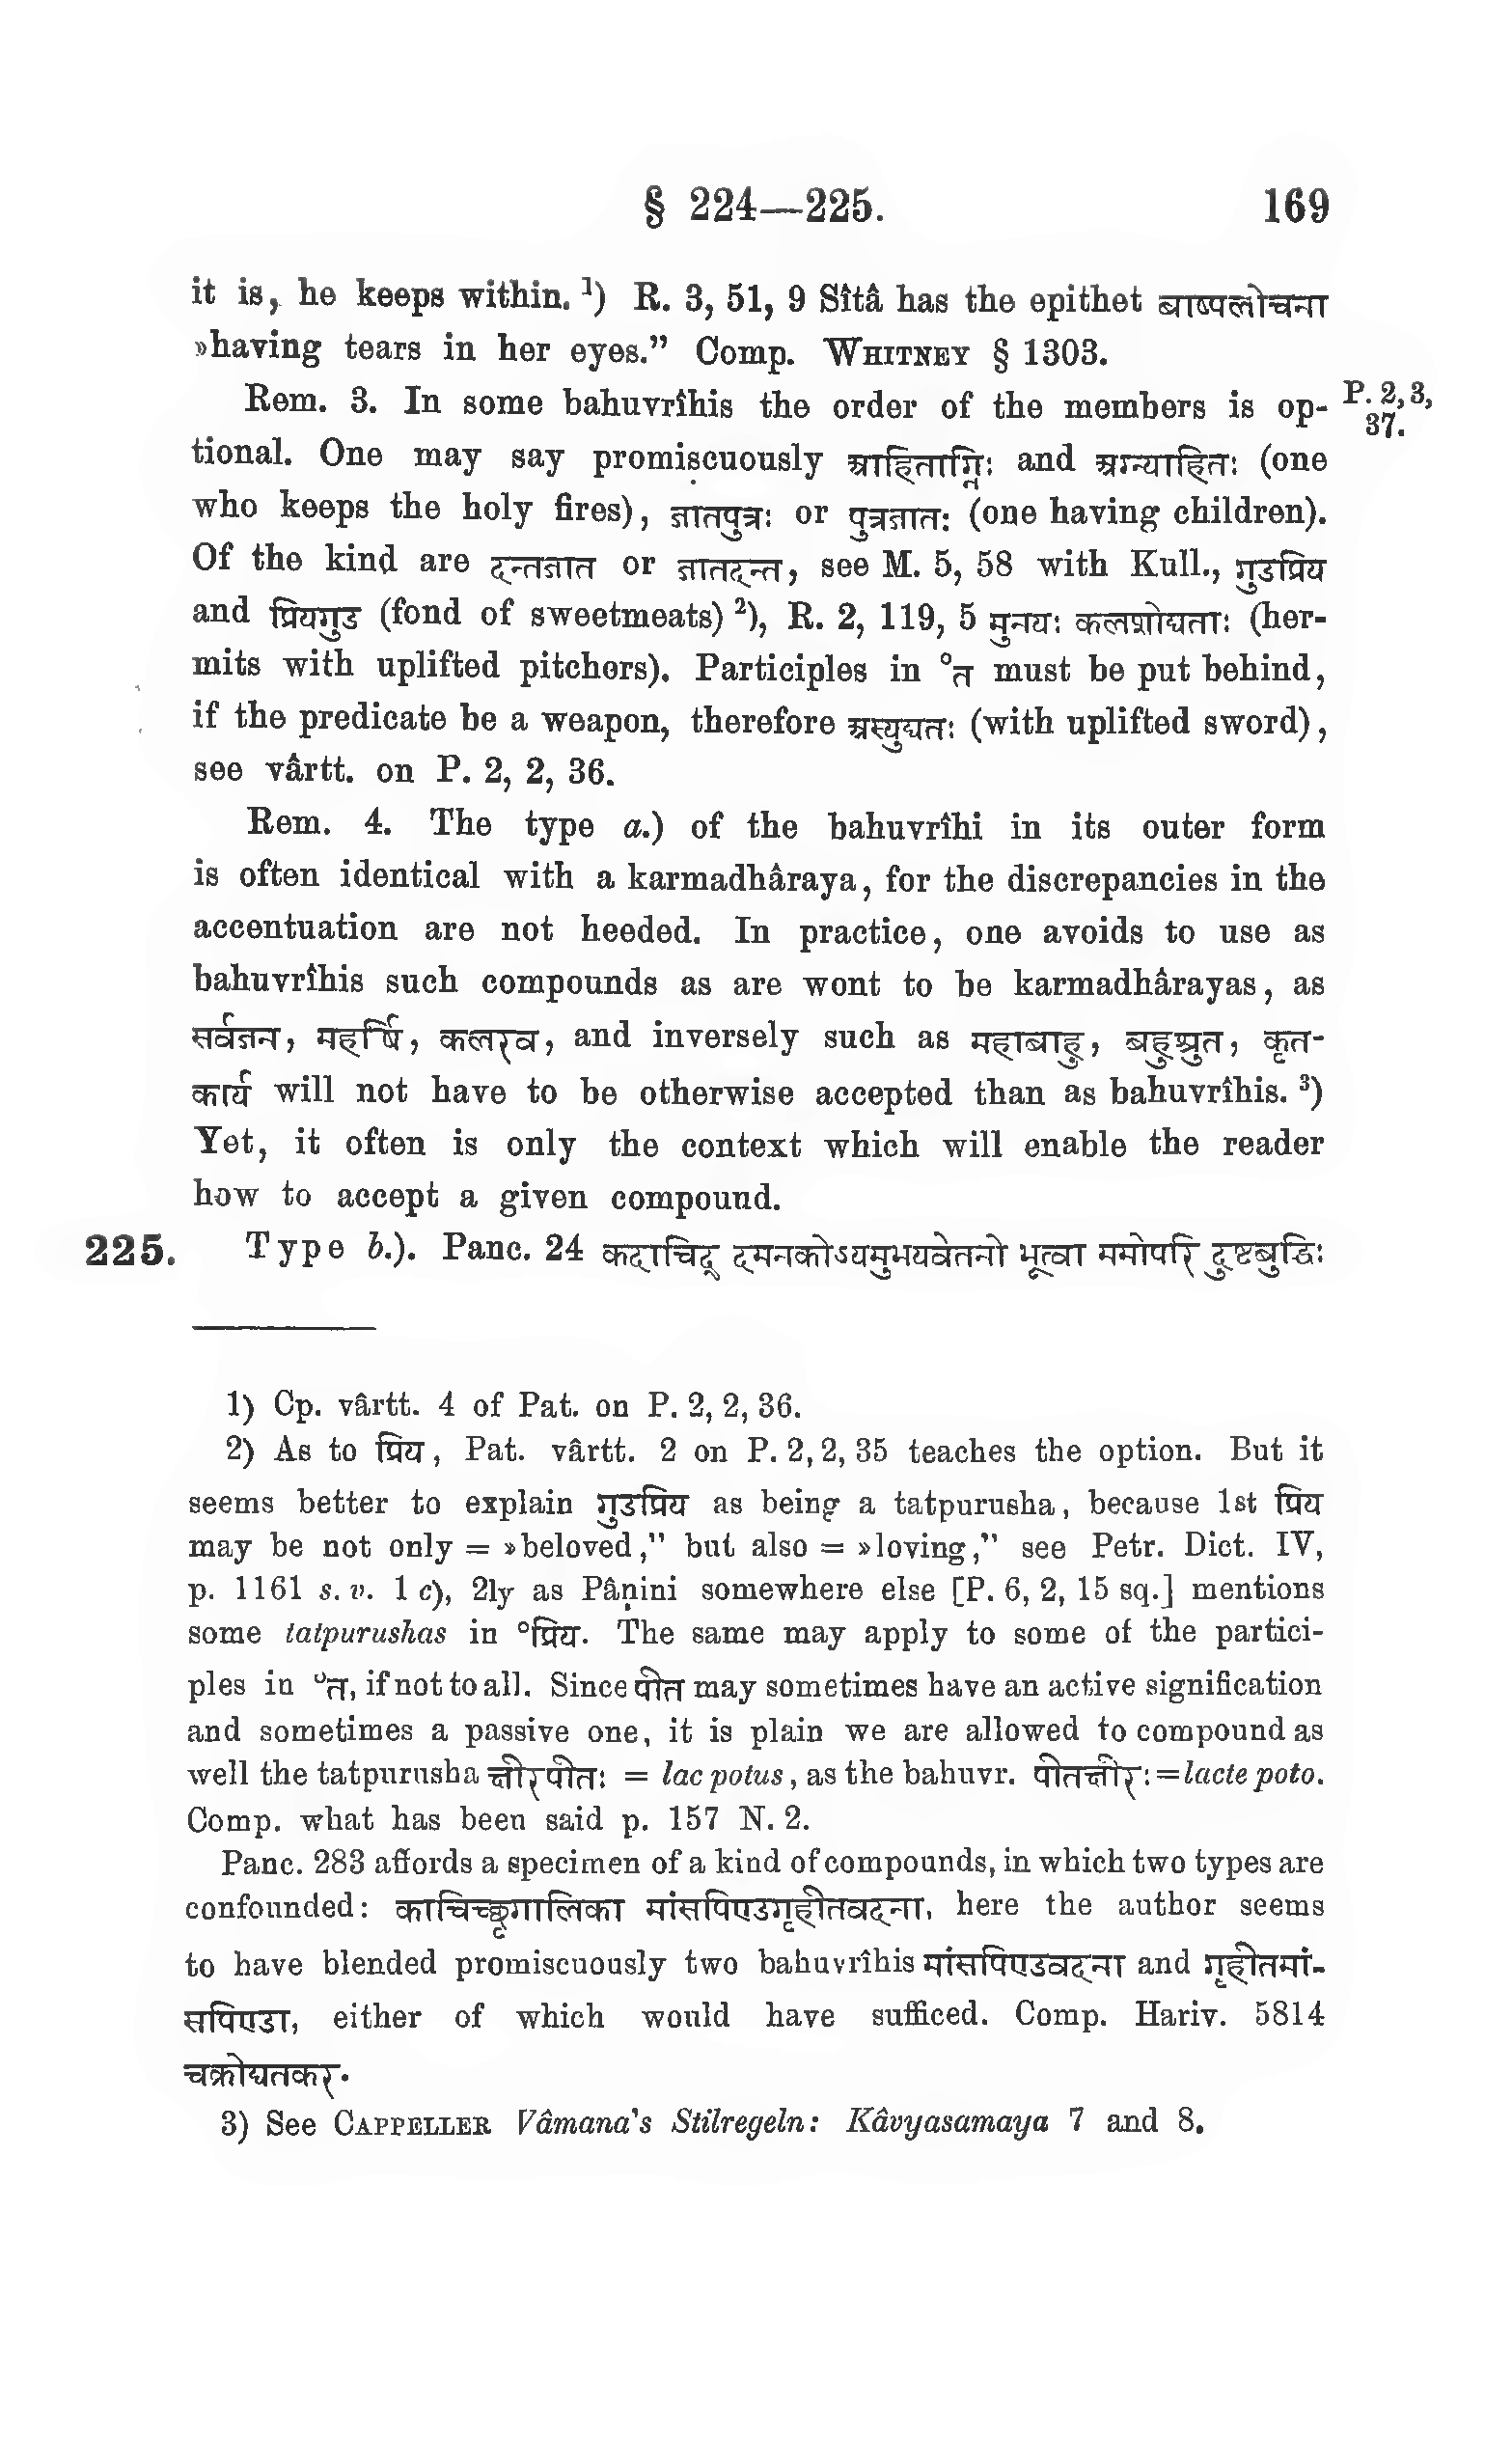 § 224—225. 169
it is, he keeps within. ¹) R. 3, 51, 9 Sîtâ has the epithet बाष्पलोचना
»having tears in her eyes.” Comp. WHITNEY § 1303.
Rem. 3. In some bahuvrîhis the order of the members is op- P. 2, 3,
37.
tional. One may say promiscuously आहिताग्निः and अग्न्याहितः (one
who keeps the holy fires), जातपुत्रः or पुत्रजातः (one having children).
Of the kind are दन्तजात or जातदन्त, see M. 5, 58 with Kull., गुडप्रिय
and प्रियगुड (fond of sweetmeats) ²), R. 2, 119, 5 मुनयः कलशोद्यताः (her-
mits with uplifted pitchers). Participles in °त must be put behind,
if the predicate be a weapon, therefore अस्युद्यतः (with uplifted sword),
see vârtt. on P. 2, 2, 36.
Rem. 4. The type a.) of the bahuvrîhi in its outer form
is often identical with a karmadhâraya, for the discrepancies in the
accentuation are not heeded. In practice, one avoids to use as
bahuvrîhis such compounds as are wont to be karmadhârayas, as
सर्वजन, महर्षि, कलरव, and inversely such as महाबाहु, बहुश्रुत, कृत-
कार्य will not have to be otherwise accepted than as bahuvrîhis. ³)
Yet, it often is only the context which will enable the reader
how to accept a given compound.
225. Type b.). Panc. 24 कदाचिद् दमनकोऽयमुभयवेतनो भूत्वा ममोपरि दुष्टबुद्धिः
1) Cp. vârtt. 4 of Pat. on P. 2, 2, 36.
2) As to प्रिय, Pat. vârtt. 2 on P. 2, 2, 35 teaches the option. But it
seems better to explain गुडप्रिय as being a tatpurusha, because 1st प्रिय
may be not only = »beloved,” but also = »loving,” see Petr. Dict. IV,
p. 1161 s. v. 1 c), 2ly as Pâṇini somewhere else [P. 6, 2, 15 sq.] mentions
some tatpurushas in °प्रिय. The same may apply to some of the partici-
ples in °त, if not to all. Since पीत may sometimes have an active signification
and sometimes a passive one, it is plain we are allowed to compound as
well the tatpurusha क्षीरपीतः = lac potus, as the bahuvr. पीतक्षीरः = lacte poto.
Comp. what has been said p. 157 N. 2.
Panc. 283 affords a specimen of a kind of compounds, in which two types are
confounded: काचिच्छृगालिका मांसपिण्डगृहीतवदना, here the author seems
to have blended promiscuously two bahuvrîhis मांसपिण्डवदना and गृहीतमां-
सपिण्डा, either of which would have sufficed. Comp. Hariv. 5814
चक्रोद्यतकर.
3) See CAPPELLER Vâmana's Stilregeln: Kâvyasamaya 7 and 8.